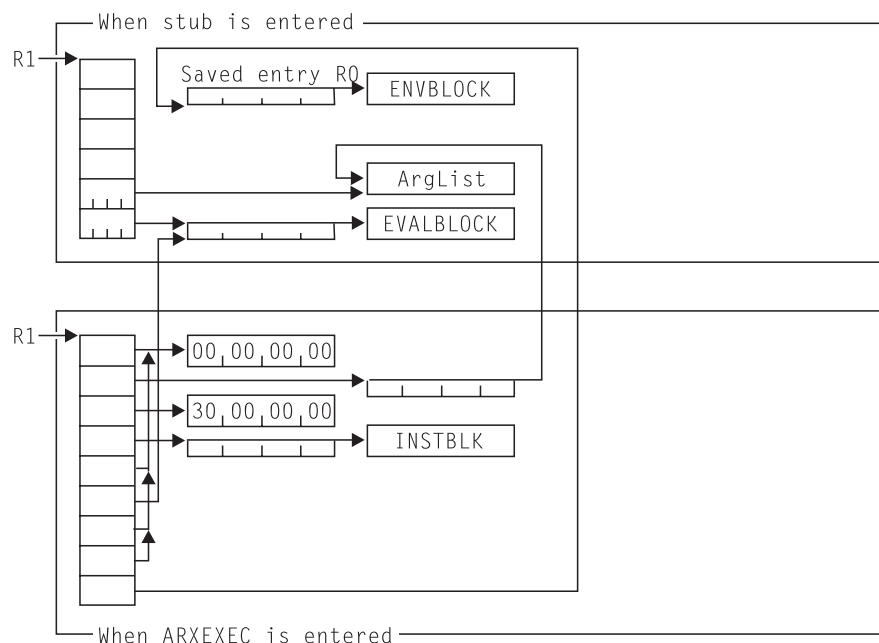 When stub is entered
R1
Saved entry R0
ENVBLOCK
ArgList
EVALBLOCK
R1
00 00 00 00
30 00 00 00
INSTBLK
When ARXEXEC is entered